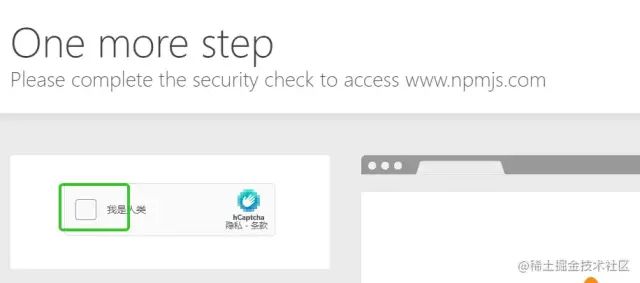 One more step
Please complete the security check to access www.npmjs.com
我是人类
hCaptcha
隐私 - 条款
@稀土掘金技术社区